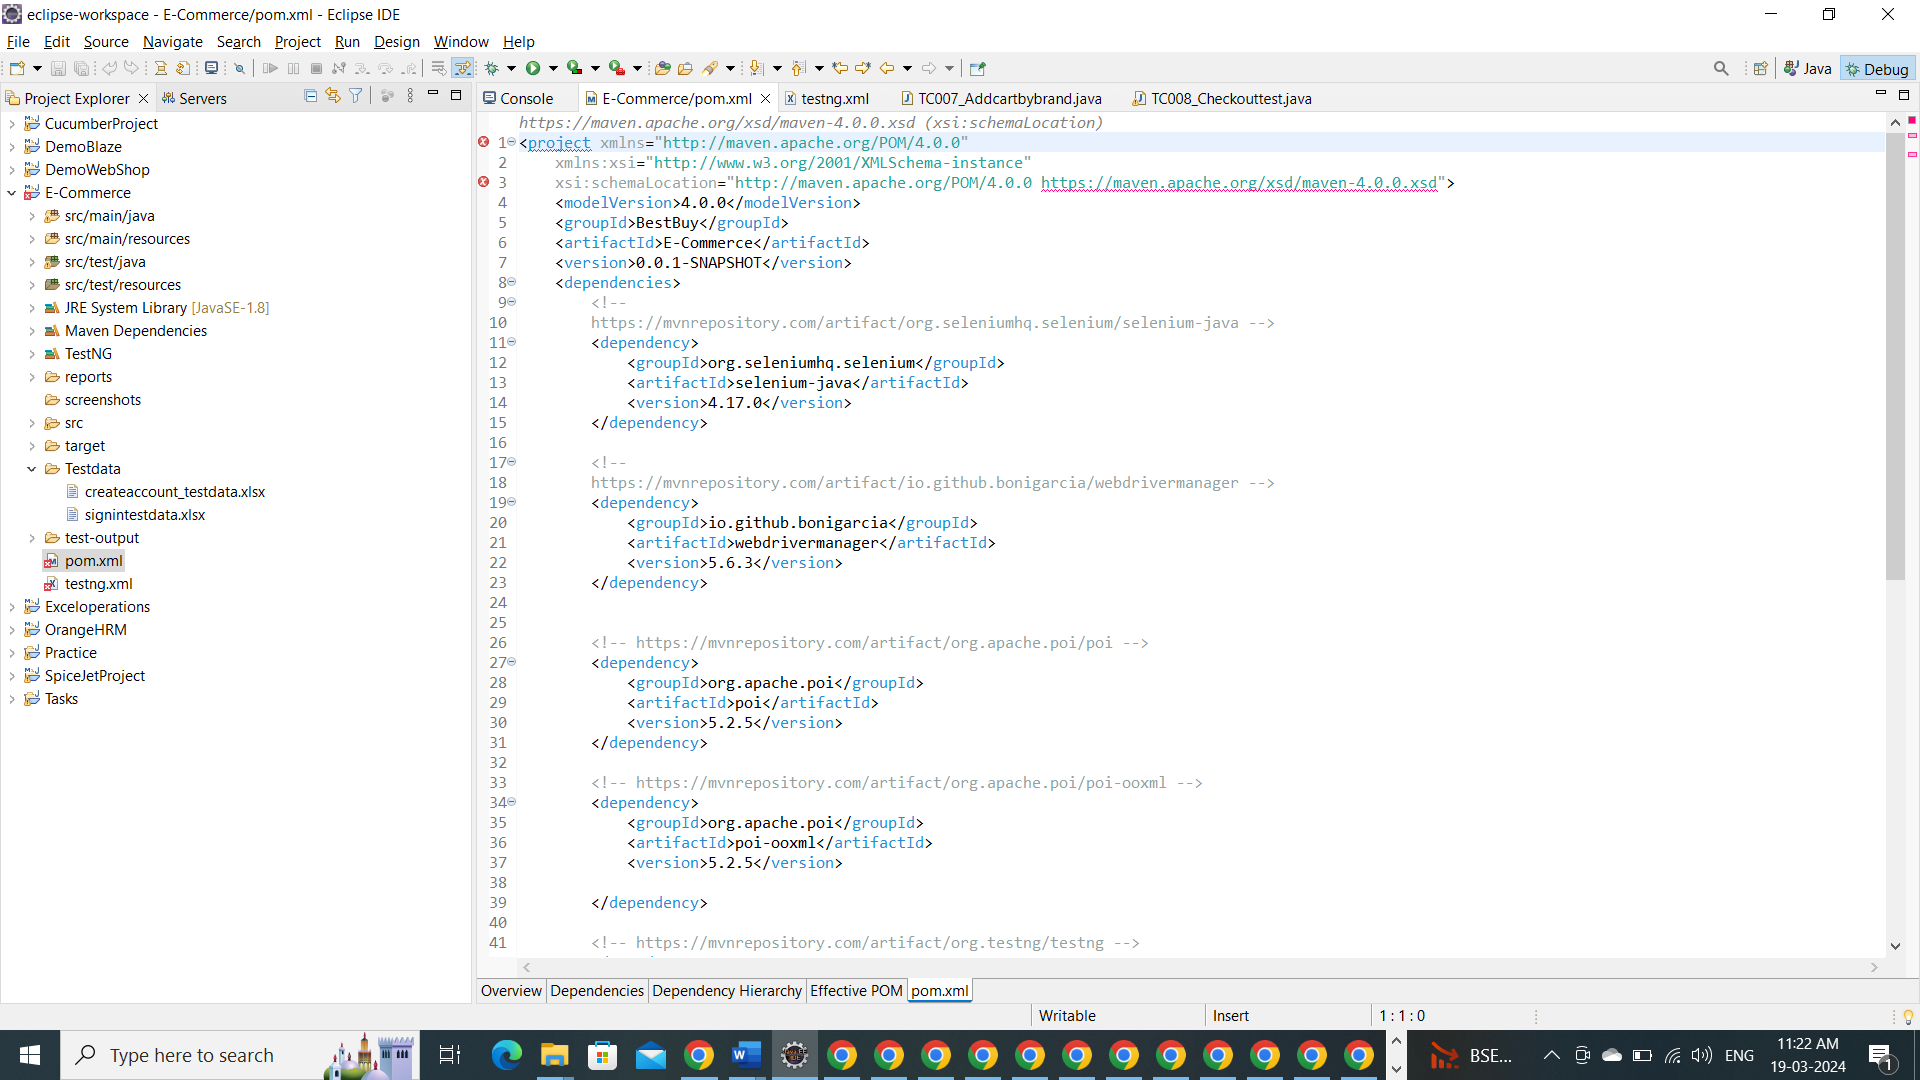 eclipse-workspace - E-Commerce/pom.xml - Eclipse IDE
File Edit Source Navigate Search Project Run Design Window Help
Java Debug
Project Explorer Servers
CucumberProject
DemoBlaze
DemoWebShop
E-Commerce
src/main/java
src/main/resources
src/test/java
src/test/resources
JRE System Library [JavaSE-1.8]
Maven Dependencies
TestNG
reports
screenshots
src
target
Testdata
createaccount_testdata.xlsx
signintestdata.xlsx
test-output
pom.xml
testng.xml
Exceloperations
OrangeHRM
Practice
SpiceJetProject
Tasks
Console E-Commerce/pom.xml testng.xml TC007_Addcartbybrand.java TC008_Checkouttest.java
https://maven.apache.org/xsd/maven-4.0.0.xsd (xsi:schemaLocation)
1 <project xmlns="http://maven.apache.org/POM/4.0.0"
2 xmlns:xsi="http://www.w3.org/2001/XMLSchema-instance"
3 xsi:schemaLocation="http://maven.apache.org/POM/4.0.0 https://maven.apache.org/xsd/maven-4.0.0.xsd">
4 <modelVersion>4.0.0</modelVersion>
5 <groupId>BestBuy</groupId>
6 <artifactId>E-Commerce</artifactId>
7 <version>0.0.1-SNAPSHOT</version>
8 <dependencies>
9 <!--
10 https://mvnrepository.com/artifact/org.seleniumhq.selenium/selenium-java -->
11 <dependency>
12 <groupId>org.seleniumhq.selenium</groupId>
13 <artifactId>selenium-java</artifactId>
14 <version>4.17.0</version>
15 </dependency>
16
17 <!--
18 https://mvnrepository.com/artifact/io.github.bonigarcia/webdrivermanager -->
19 <dependency>
20 <groupId>io.github.bonigarcia</groupId>
21 <artifactId>webdrivermanager</artifactId>
22 <version>5.6.3</version>
23 </dependency>
24
25
26 <!-- https://mvnrepository.com/artifact/org.apache.poi/poi -->
27 <dependency>
28 <groupId>org.apache.poi</groupId>
29 <artifactId>poi</artifactId>
30 <version>5.2.5</version>
31 </dependency>
32
33 <!-- https://mvnrepository.com/artifact/org.apache.poi/poi-ooxml -->
34 <dependency>
35 <groupId>org.apache.poi</groupId>
36 <artifactId>poi-ooxml</artifactId>
37 <version>5.2.5</version>
38
39 </dependency>
40
41 <!-- https://mvnrepository.com/artifact/org.testng/testng -->
Overview Dependencies Dependency Hierarchy Effective POM pom.xml
Writable Insert 1 : 1 : 0
Type here to search
BSE... ENG
11:22 AM
19-03-2024
1